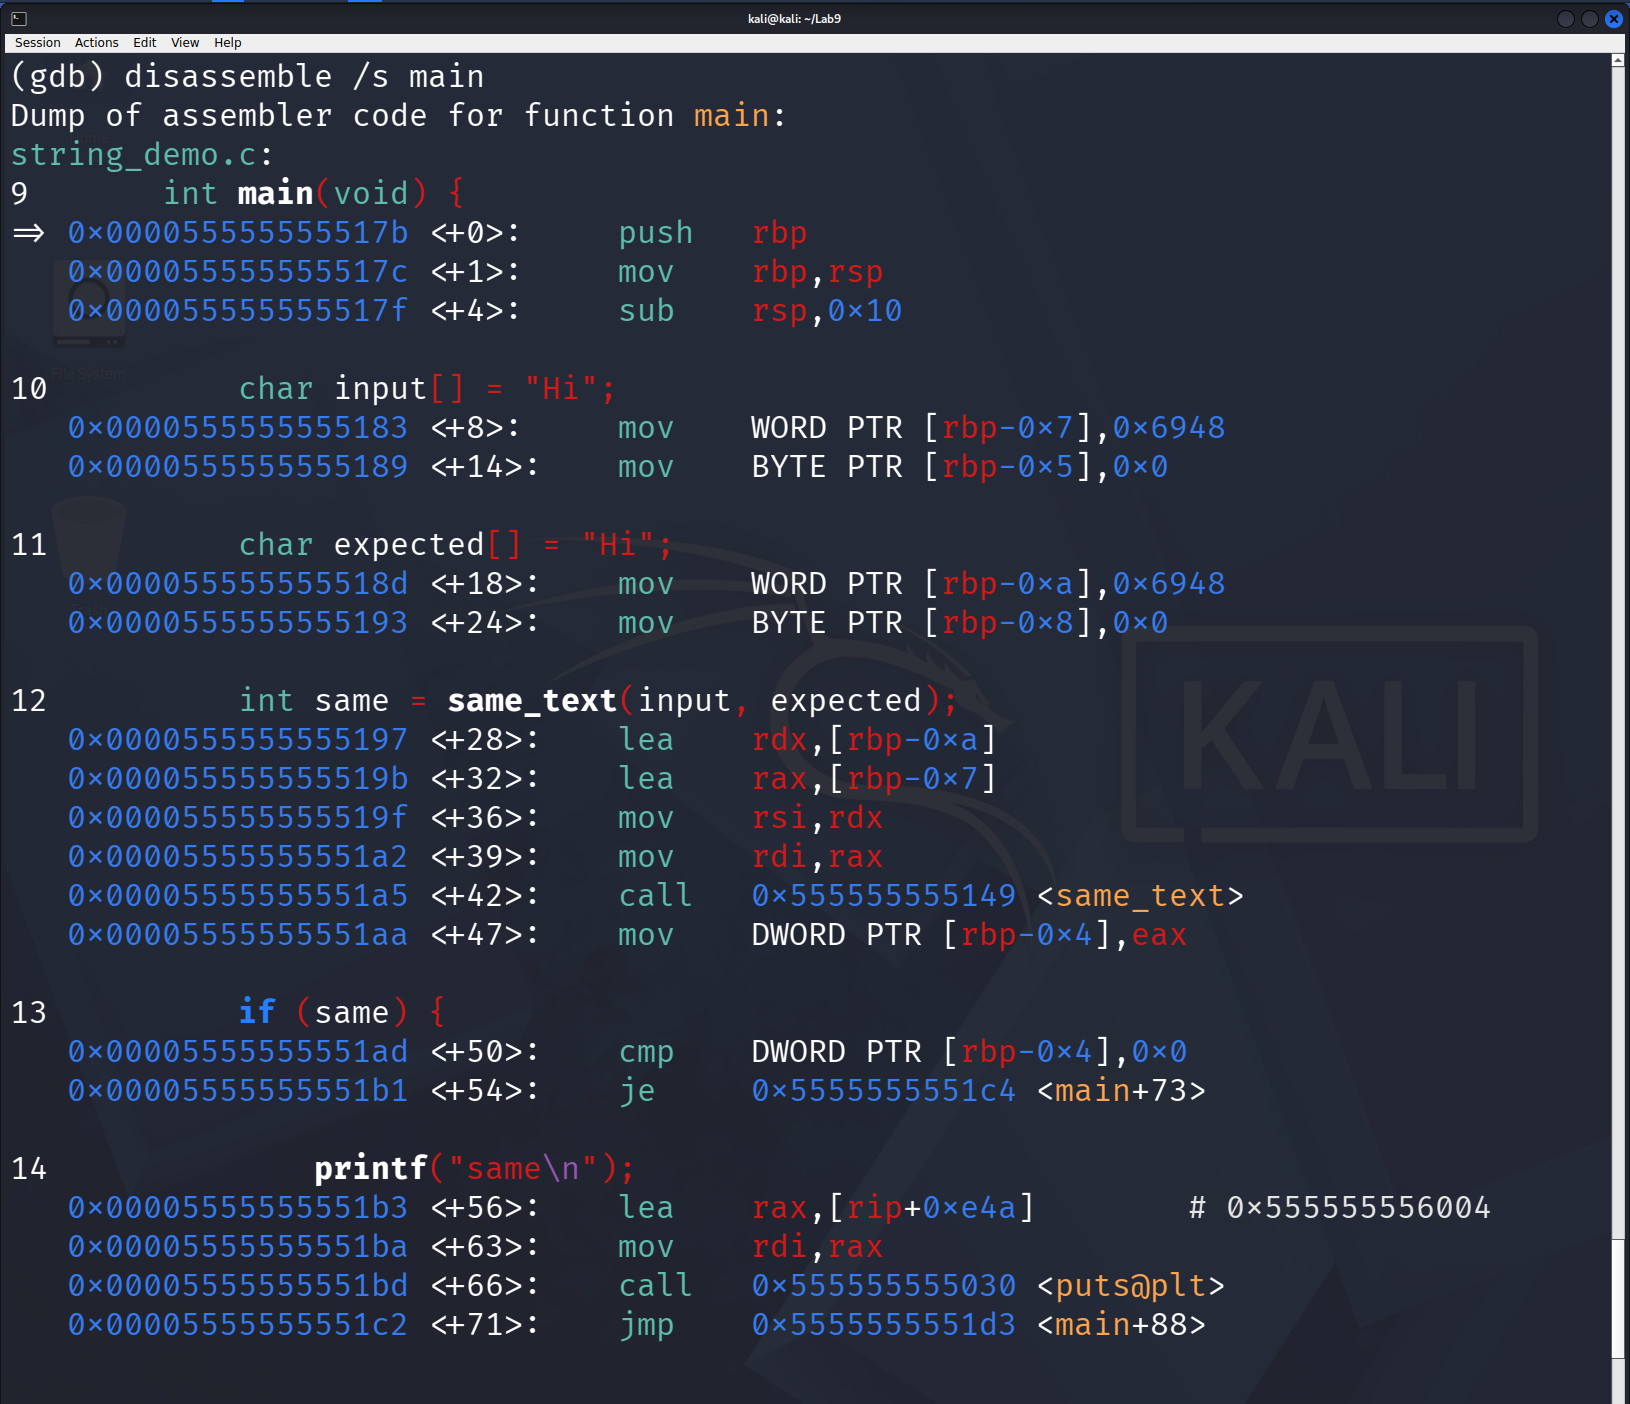 kali@kali: ~/Lab9
Session Actions Edit View Help
(gdb) disassemble /s main
Dump of assembler code for function main:
string_demo.c:
9       int main(void) {
=> 0x000055555555517b <+0>:     push   rbp
   0x000055555555517c <+1>:     mov    rbp,rsp
   0x000055555555517f <+4>:     sub    rsp,0x10
10          char input[] = "Hi";
   0x0000555555555183 <+8>:     mov    WORD PTR [rbp-0x7],0x6948
   0x0000555555555189 <+14>:    mov    BYTE PTR [rbp-0x5],0x0
11          char expected[] = "Hi";
   0x000055555555518d <+18>:    mov    WORD PTR [rbp-0xa],0x6948
   0x0000555555555193 <+24>:    mov    BYTE PTR [rbp-0x8],0x0
12          int same = same_text(input, expected);
   0x0000555555555197 <+28>:    lea    rdx,[rbp-0xa]
   0x000055555555519b <+32>:    lea    rax,[rbp-0x7]
   0x000055555555519f <+36>:    mov    rsi,rdx
   0x00005555555551a2 <+39>:    mov    rdi,rax
   0x00005555555551a5 <+42>:    call   0x555555555149 <same_text>
   0x00005555555551aa <+47>:    mov    DWORD PTR [rbp-0x4],eax
13          if (same) {
   0x00005555555551ad <+50>:    cmp    DWORD PTR [rbp-0x4],0x0
   0x00005555555551b1 <+54>:    je     0x5555555551c4 <main+73>
14              printf("same\n");
   0x00005555555551b3 <+56>:    lea    rax,[rip+0xe4a]        # 0x555555556004
   0x00005555555551ba <+63>:    mov    rdi,rax
   0x00005555555551bd <+66>:    call   0x555555555030 <puts@plt>
   0x00005555555551c2 <+71>:    jmp    0x5555555551d3 <main+88>
File System
KALI